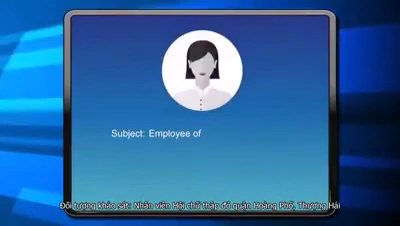 Subject: Employee of
Đối tượng khảo sát: Nhân viên Hội chữ thập đỏ quận Hoàng Phố, Thượng Hải